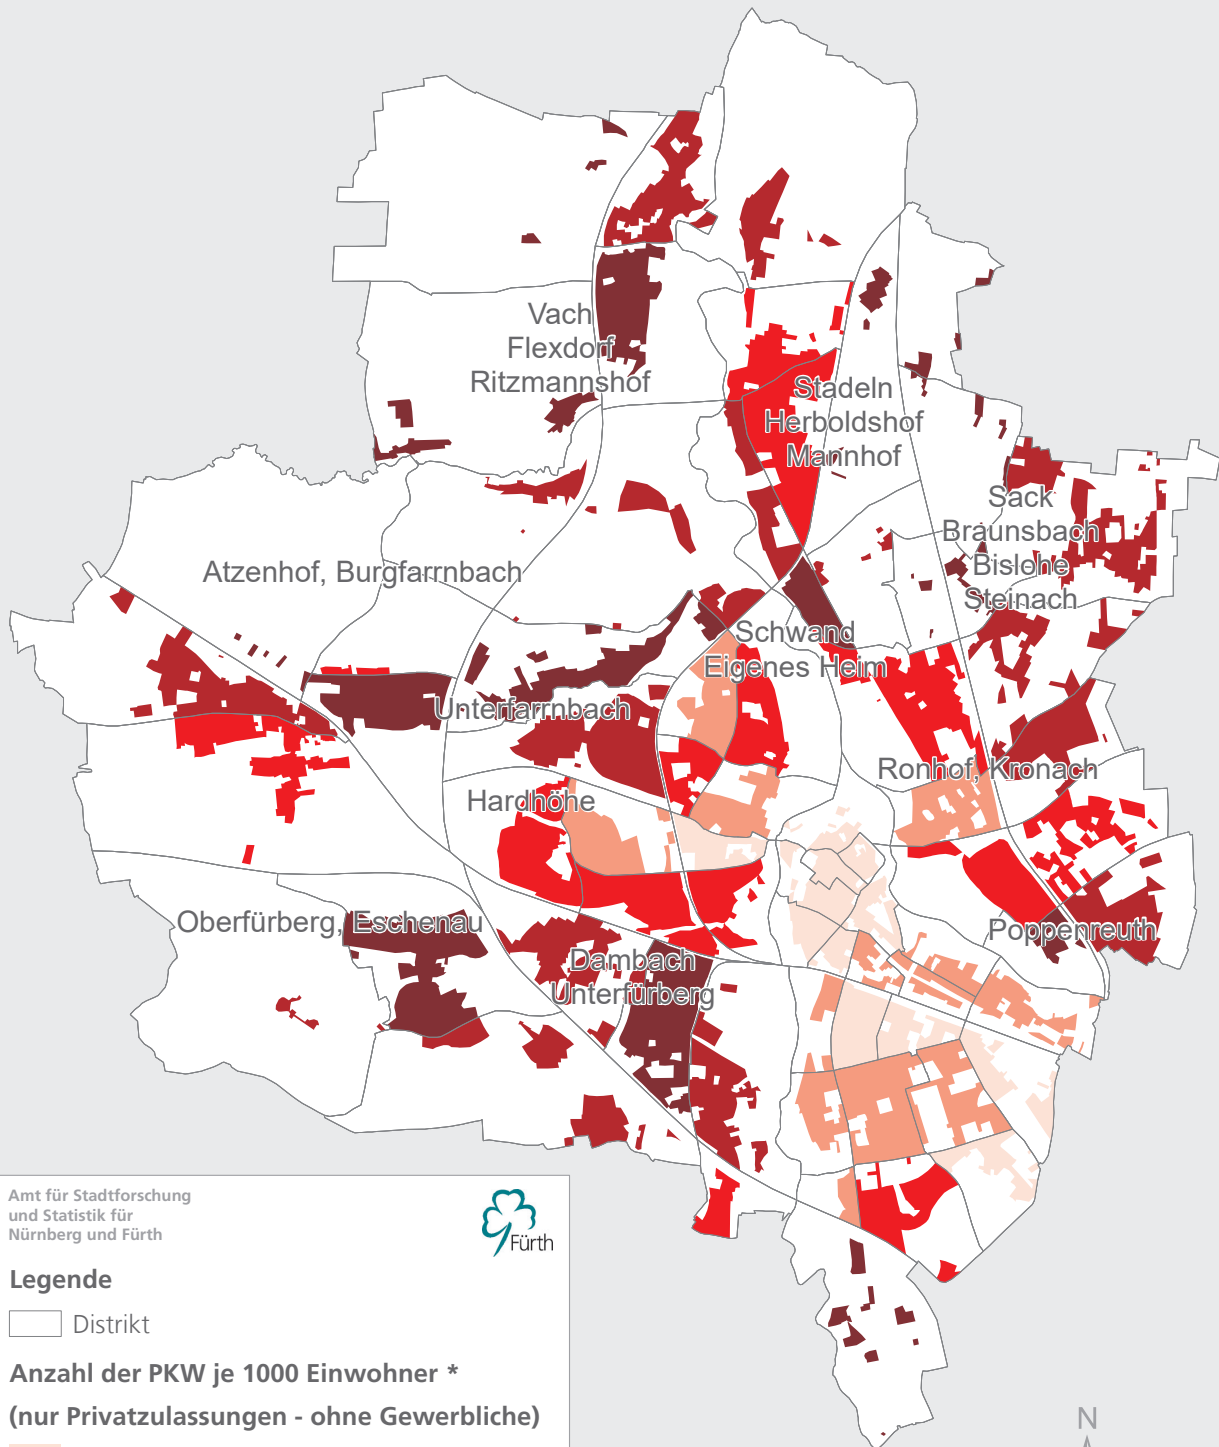 Vach
Flexdorf
Ritzmannshof
Stadeln
Herboldshof
Mannhof
Sack
Braunsbach
Bislohe
Steinach
Atzenhof, Burgfarrnbach
Schwand
Eigenes Heim
Unterfarrnbach
Ronhof, Kronach
Hardhöhe
Oberfürberg, Eschenau
Poppenreuth
Dambach
Unterfürberg
Amt für Stadtforschung
und Statistik für
Nürnberg und Fürth
Fürth
Legende
Distrikt
Anzahl der PKW je 1000 Einwohner *
(nur Privatzulassungen - ohne Gewerbliche)
N